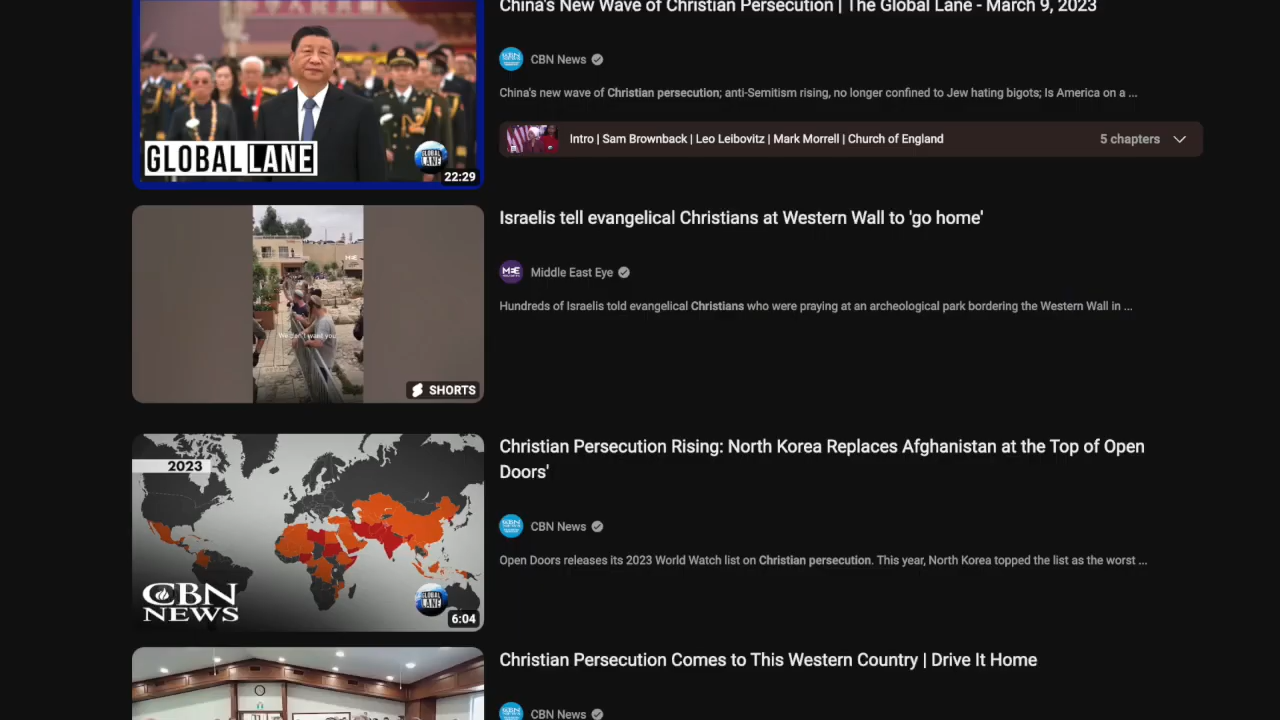 China's New Wave of Christian Persecution | The Global Lane - March 9, 2023
CBN News
China's new wave of Christian persecution; anti-Semitism rising, no longer confined to Jew hating bigots; Is America on a ...
Intro | Sam Brownback | Leo Leibovitz | Mark Morrell | Church of England
5 chapters
GLOBAL LANE
GLOBAL LANE
22:29
Israelis tell evangelical Christians at Western Wall to 'go home'
Middle East Eye
Hundreds of Israelis told evangelical Christians who were praying at an archeological park bordering the Western Wall in ...
SHORTS
Christian Persecution Rising: North Korea Replaces Afghanistan at the Top of Open
Doors'
2023
CBN News
Open Doors releases its 2023 World Watch list on Christian persecution. This year, North Korea topped the list as the worst ...
CBN
NEWS
GLOBAL LANE
6:04
Christian Persecution Comes to This Western Country | Drive It Home
CBN News